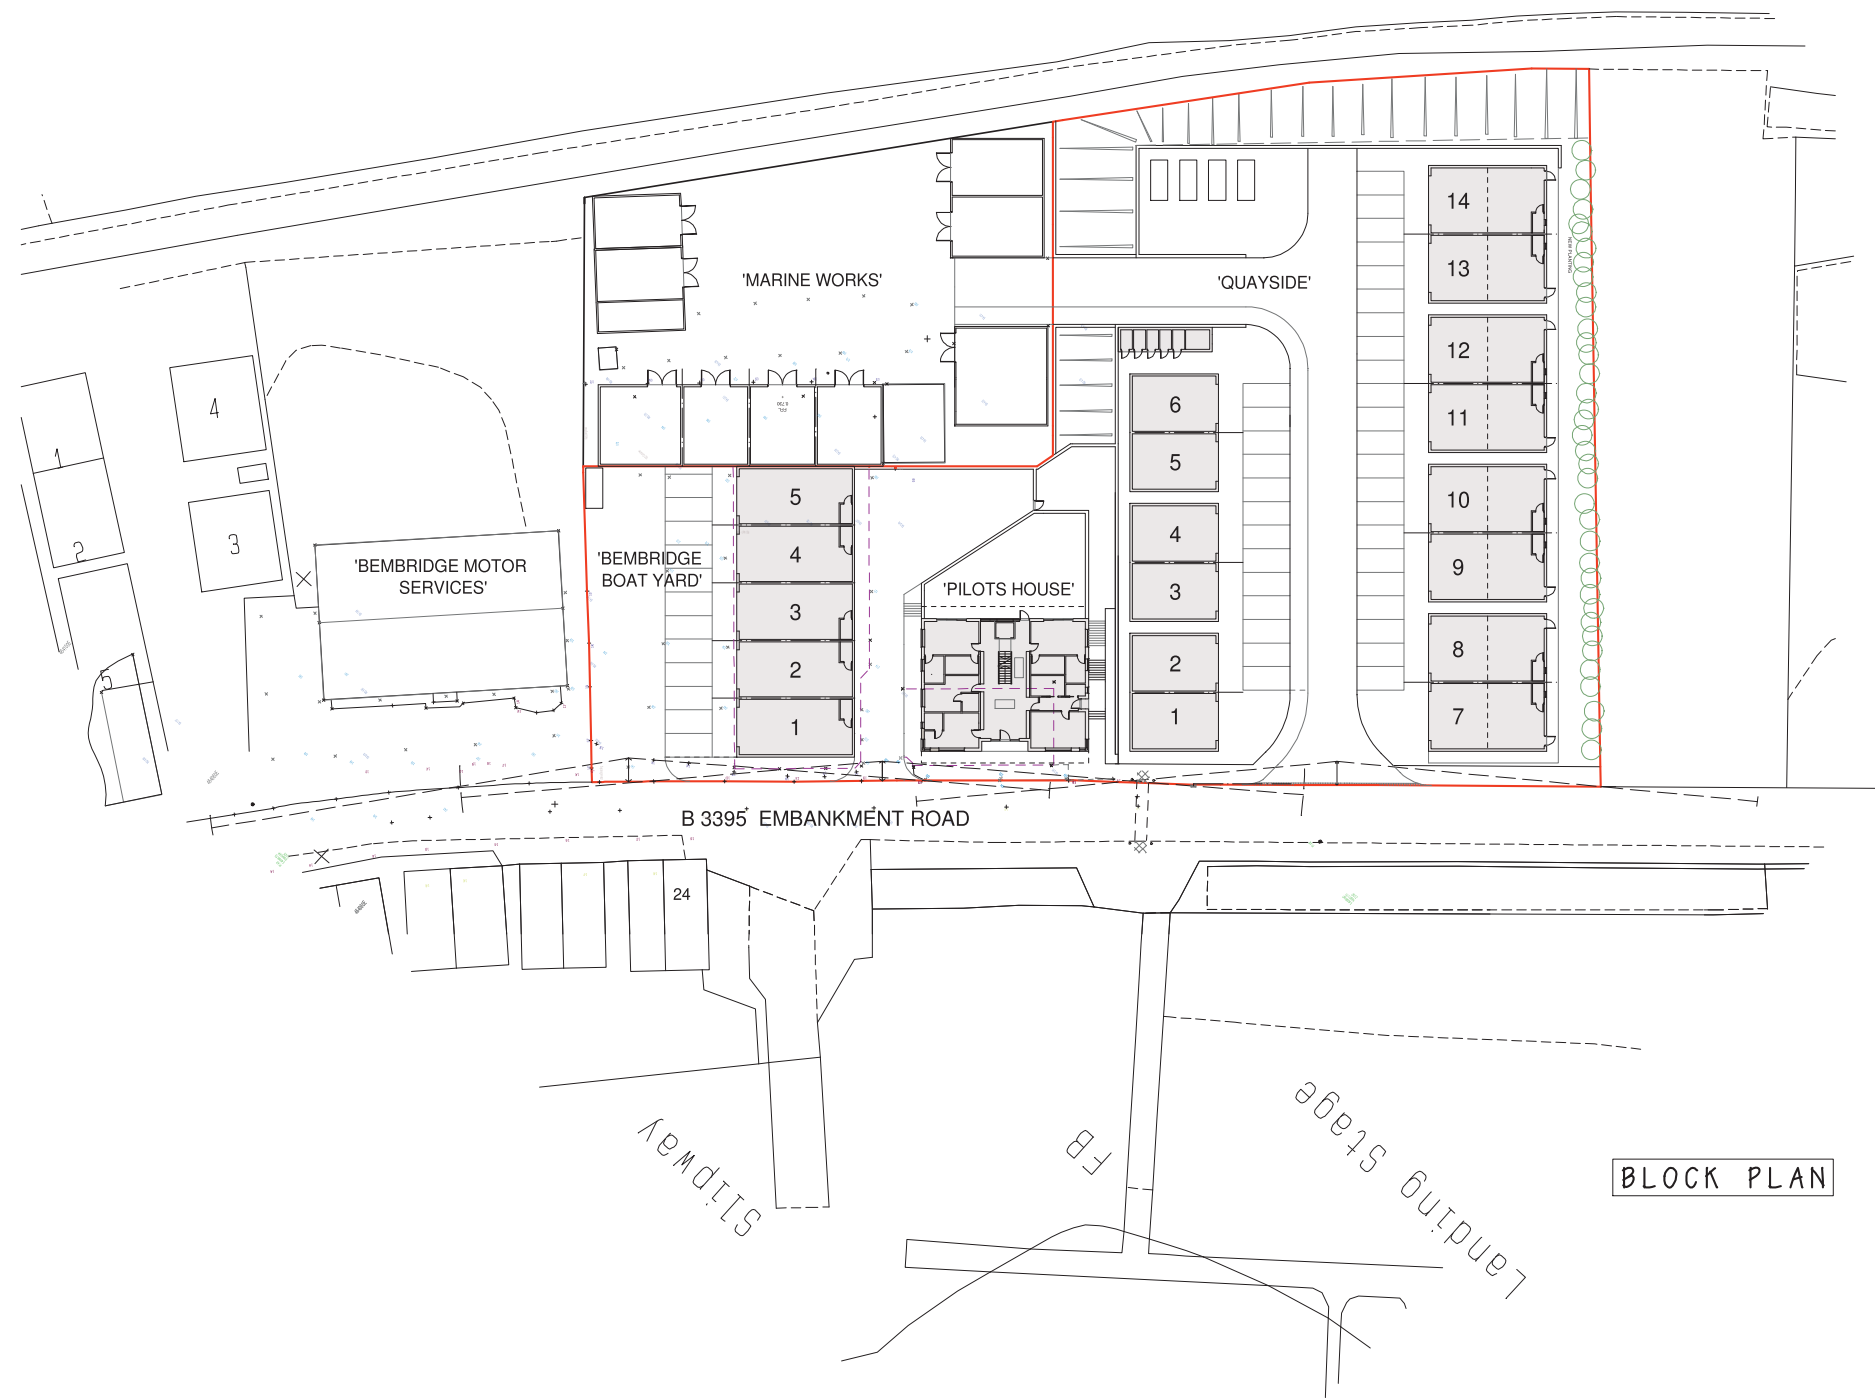 'MARINE WORKS'
'QUAYSIDE'
14
13
12
11
10
9
8
7
NEW PLANTING
6
5
4
3
2
1
4
3
1
2
5
'BEMBRIDGE MOTOR
SERVICES'
'BEMBRIDGE
BOAT YARD'
5
4
3
2
1
'PILOTS HOUSE'
B 3395 EMBANKMENT ROAD
24
Slipway
FB
Landing Stage
BLOCK PLAN